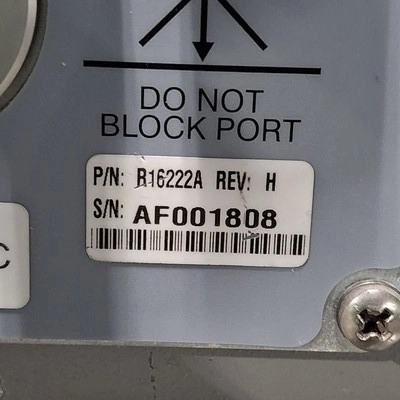 DO NOT
BLOCK PORT
P/N: R16222A REV: H
S/N: AF001808
C